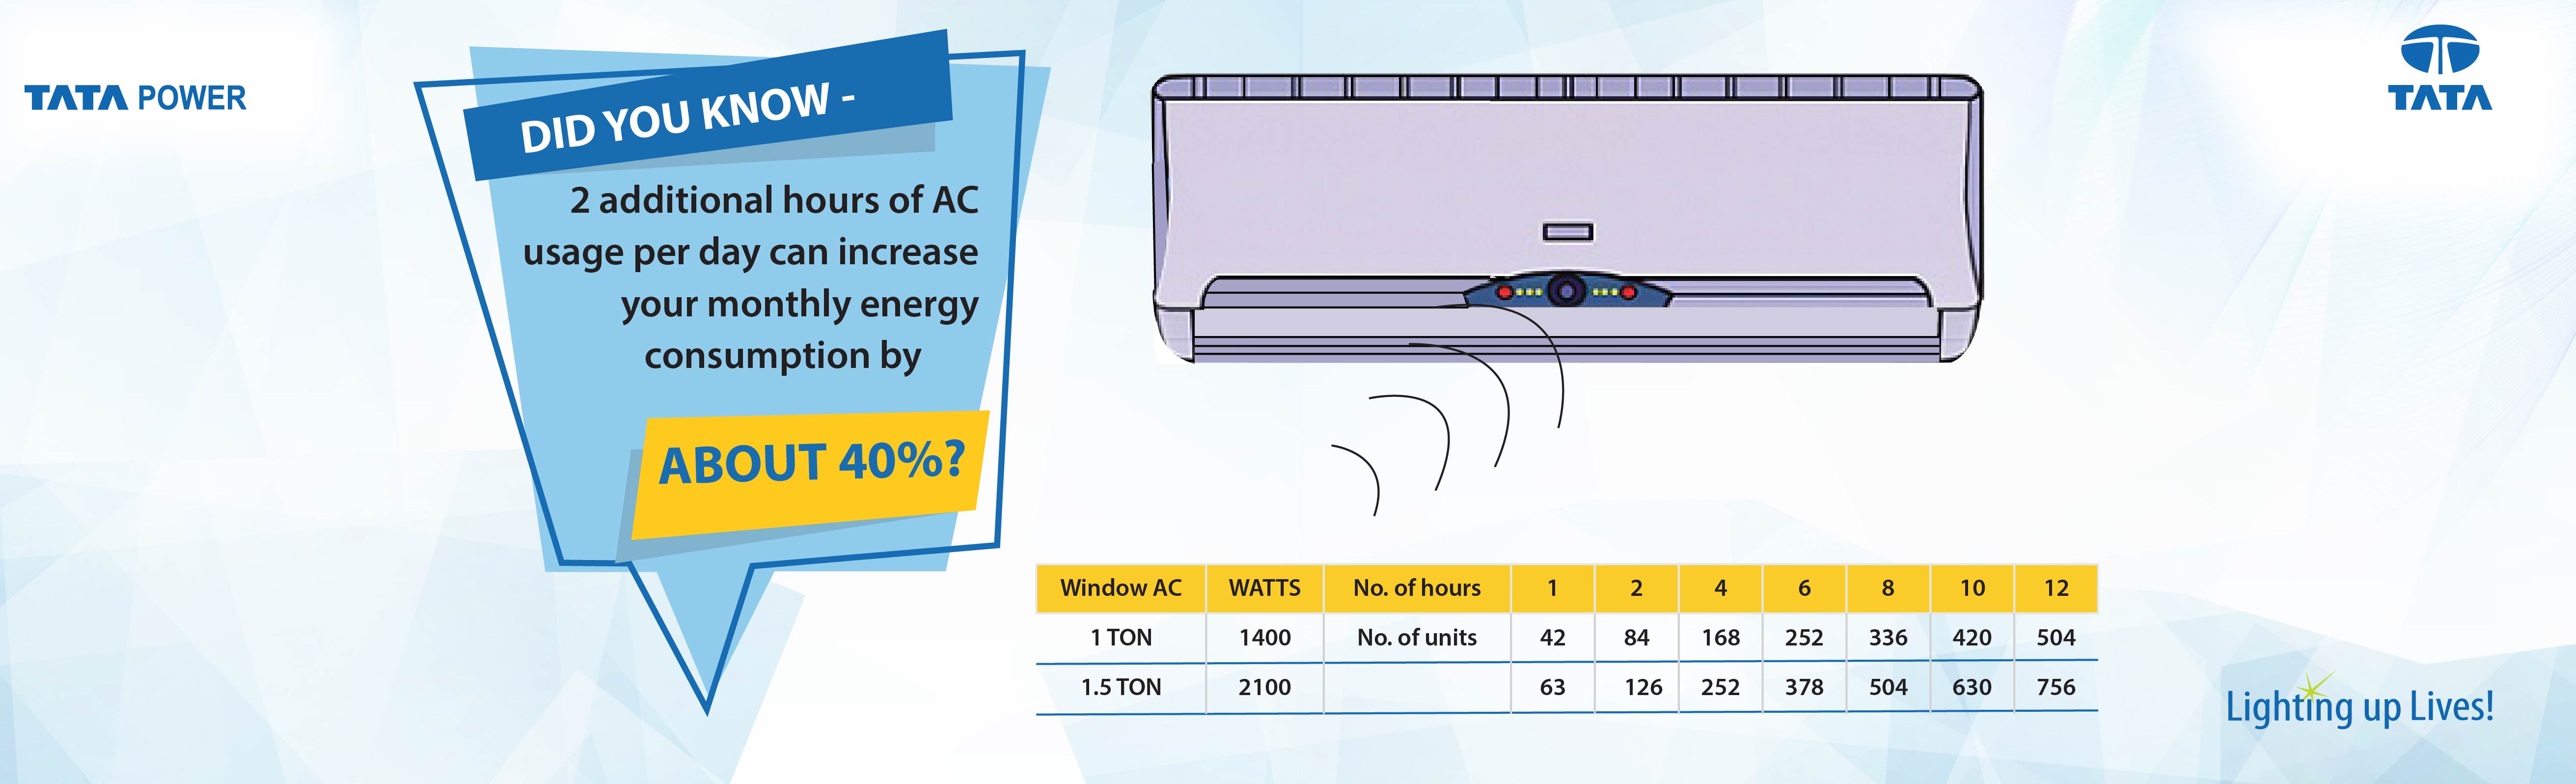 TATA POWER
DID YOU KNOW -
2 additional hours of AC
usage per day can increase
your monthly energy
consumption by
ABOUT 40%?
TATA
Window AC WATTS No. of hours 1 2 4 6 8 10 12
1 TON 1400 No. of units 42 84 168 252 336 420 504
1.5 TON 2100 63 126 252 378 504 630 756
Lighting up Lives!